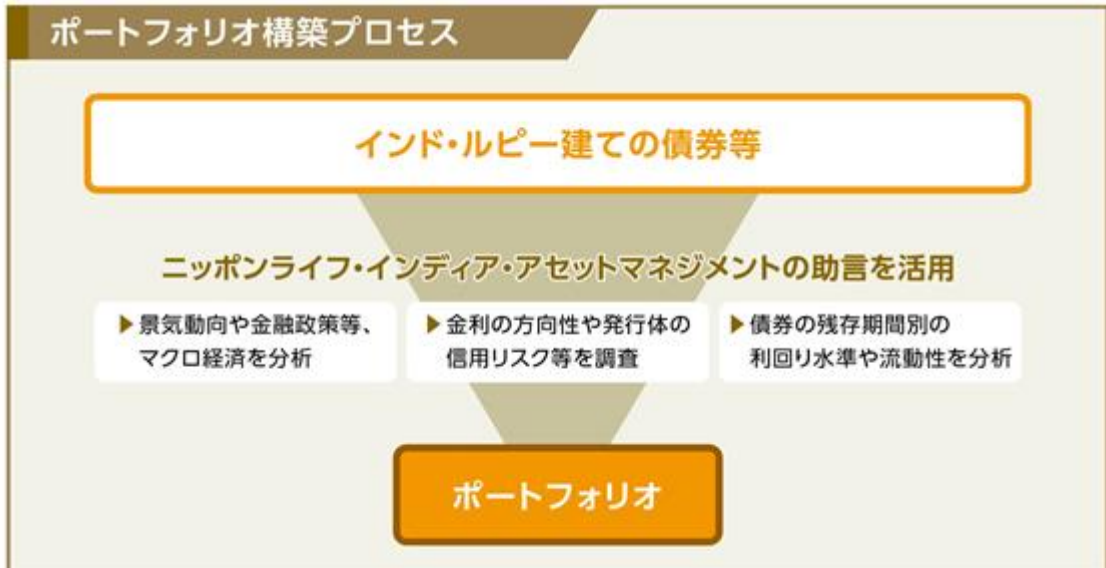 ポートフォリオ構築プロセス
インド・ルピー建ての債券等
ニッポンライフ・インディア・アセットマネジメントの助言を活用
▶景気動向や金融政策等、
マクロ経済を分析
▶金利の方向性や発行体の
信用リスク等を調査
▶債券の残存期間別の
利回り水準や流動性を分析
ポートフォリオ